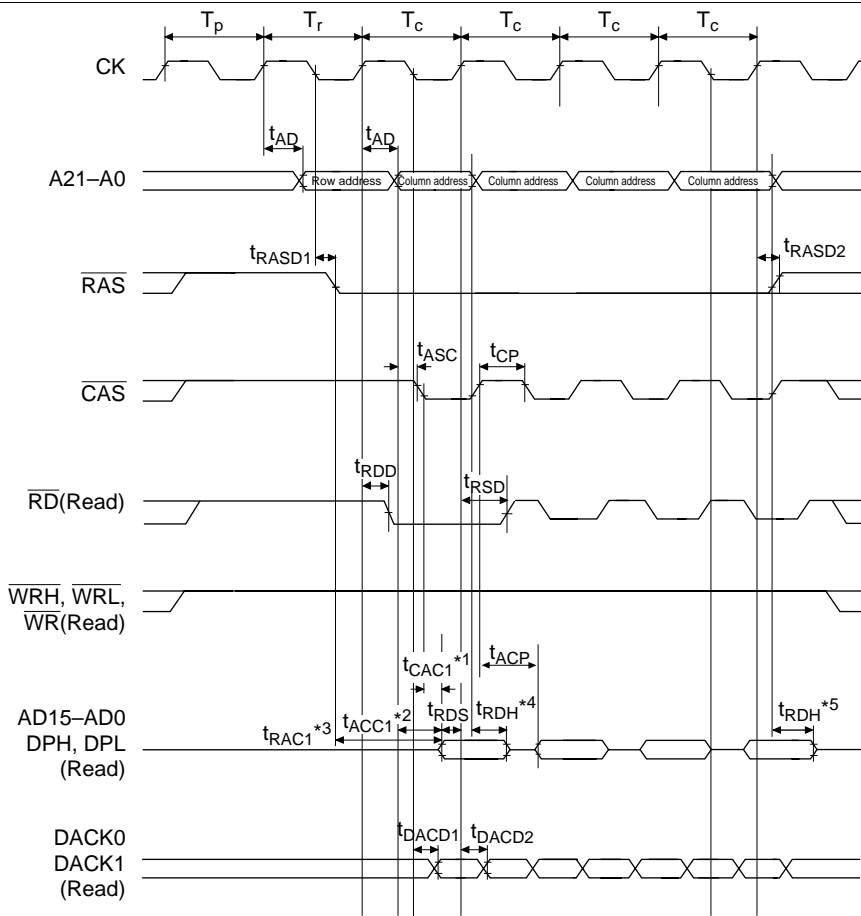 Tp Tr Tc Tc Tc Tc
CK
tAD tAD
A21–A0 Row address Column address Column address Column address Column address
tRASD1 tRASD2
RAS
tASC tCP
CAS
tRDD tRSD
RD(Read)
WRH, WRL,
WR(Read)
tCAC1*1 tACP
AD15–AD0
DPH, DPL
(Read)
tRAC1*3 tACC1*2 tRDS tRDH*4 tRDH*5
DACK0
DACK1
(Read)
tDACD1 tDACD2